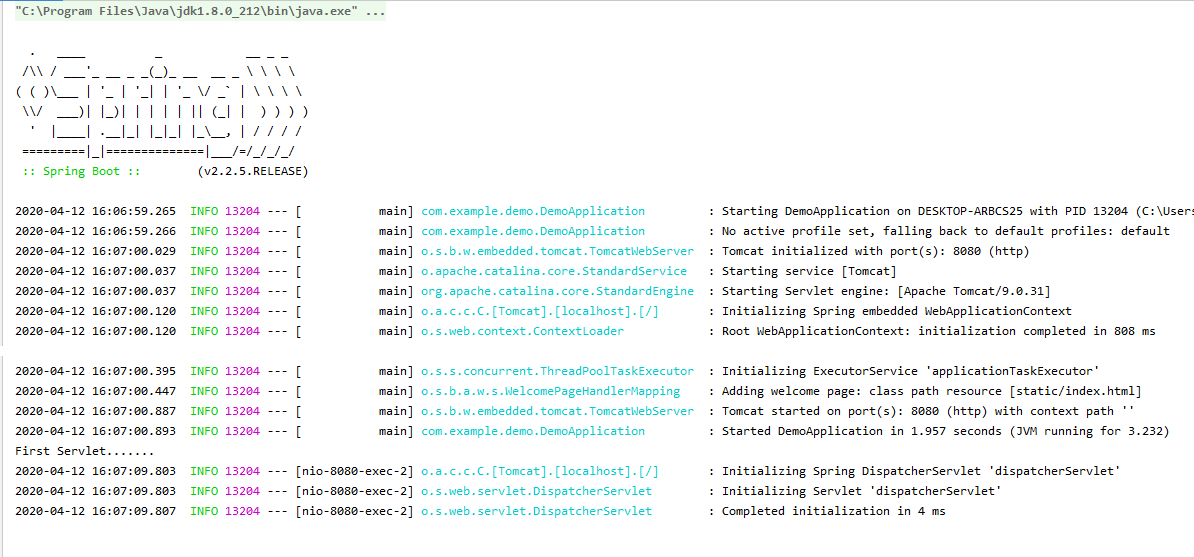 "C:\Program Files\Java\jdk1.8.0_212\bin\java.exe" ...
  .   ____          _            __ _ _
 /\\ / ___'_ __ _ _(_)_ __  __ _ \ \ \ \
( ( )\___ | '_ | '_| | '_ \/ _` | \ \ \ \
 \\/  ___)| |_)| | | | | || (_| |  ) ) ) )
  '  |____| .__|_| |_|_| |_\__, | / / / /
 =========|_|==============|___/=/_/_/_/
 :: Spring Boot ::        (v2.2.5.RELEASE)
2020-04-12 16:06:59.265  INFO 13204 --- [           main] com.example.demo.DemoApplication         : Starting DemoApplication on DESKTOP-ARBCS25 with PID 13204 (C:\Users
2020-04-12 16:06:59.266  INFO 13204 --- [           main] com.example.demo.DemoApplication         : No active profile set, falling back to default profiles: default
2020-04-12 16:07:00.029  INFO 13204 --- [           main] o.s.b.w.embedded.tomcat.TomcatWebServer  : Tomcat initialized with port(s): 8080 (http)
2020-04-12 16:07:00.037  INFO 13204 --- [           main] o.apache.catalina.core.StandardService   : Starting service [Tomcat]
2020-04-12 16:07:00.037  INFO 13204 --- [           main] org.apache.catalina.core.StandardEngine  : Starting Servlet engine: [Apache Tomcat/9.0.31]
2020-04-12 16:07:00.120  INFO 13204 --- [           main] o.a.c.c.C.[Tomcat].[localhost].[/]       : Initializing Spring embedded WebApplicationContext
2020-04-12 16:07:00.120  INFO 13204 --- [           main] o.s.web.context.ContextLoader            : Root WebApplicationContext: initialization completed in 808 ms
2020-04-12 16:07:00.395  INFO 13204 --- [           main] o.s.s.concurrent.ThreadPoolTaskExecutor  : Initializing ExecutorService 'applicationTaskExecutor'
2020-04-12 16:07:00.447  INFO 13204 --- [           main] o.s.b.a.w.s.WelcomePageHandlerMapping    : Adding welcome page: class path resource [static/index.html]
2020-04-12 16:07:00.887  INFO 13204 --- [           main] o.s.b.w.embedded.tomcat.TomcatWebServer  : Tomcat started on port(s): 8080 (http) with context path ''
2020-04-12 16:07:00.893  INFO 13204 --- [           main] com.example.demo.DemoApplication         : Started DemoApplication in 1.957 seconds (JVM running for 3.232)
First Servlet.......
2020-04-12 16:07:09.803  INFO 13204 --- [nio-8080-exec-2] o.a.c.c.C.[Tomcat].[localhost].[/]       : Initializing Spring DispatcherServlet 'dispatcherServlet'
2020-04-12 16:07:09.803  INFO 13204 --- [nio-8080-exec-2] o.s.web.servlet.DispatcherServlet        : Initializing Servlet 'dispatcherServlet'
2020-04-12 16:07:09.807  INFO 13204 --- [nio-8080-exec-2] o.s.web.servlet.DispatcherServlet        : Completed initialization in 4 ms